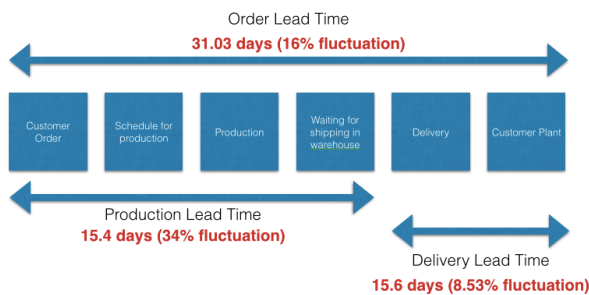 Order Lead Time
31.03 days (16% fluctuation)
Customer
Order
Schedule for
production
Production
Waiting for
shipping in
warehouse
Delivery
Customer Plant
Production Lead Time
15.4 days (34% fluctuation)
Delivery Lead Time
15.6 days (8.53% fluctuation)